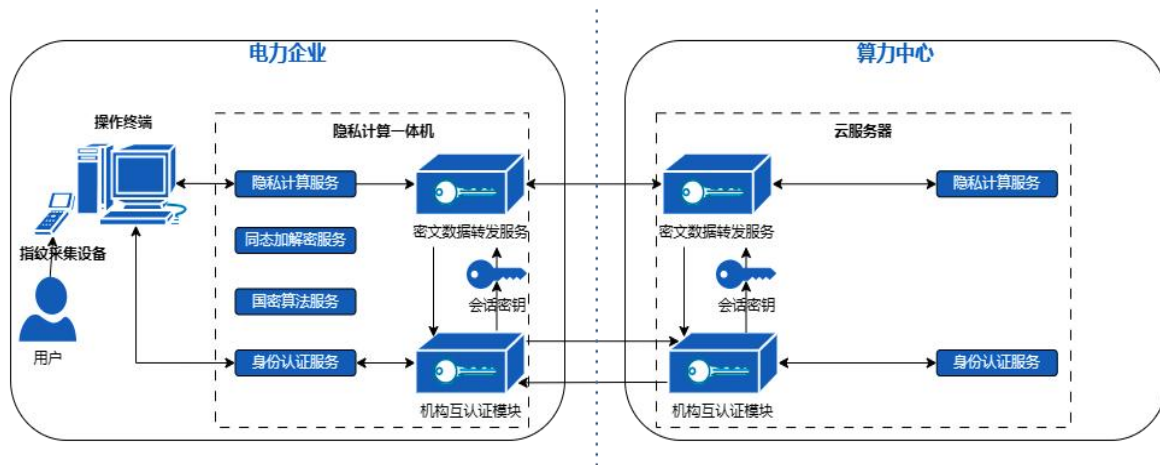 电力企业
算力中心
操作终端
隐私计算一体机
云服务器
隐私计算服务
隐私计算服务
密文数据转发服务
密文数据转发服务
同态加解密服务
指纹采集设备
国密算法服务
会话密钥
会话密钥
用户
身份认证服务
身份认证服务
机构互认证模块
机构互认证模块